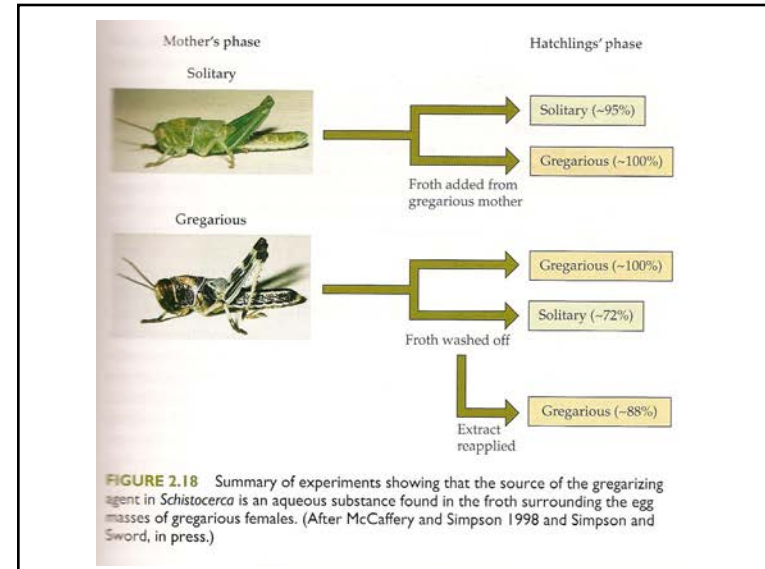 Mother's phase
Hatchlings' phase
Solitary
Solitary (~95%)
Gregarious (~100%)
Froth added from
gregarious mother
Gregarious
Gregarious (~100%)
Solitary (~72%)
Froth washed off
Gregarious (~88%)
Extract
reapplied
FIGURE 2.18 Summary of experiments showing that the source of the gregarizing
agent in Schistocerca is an aqueous substance found in the froth surrounding the egg
masses of gregarious females. (After McCaffery and Simpson 1998 and Simpson and
Sword, in press.)